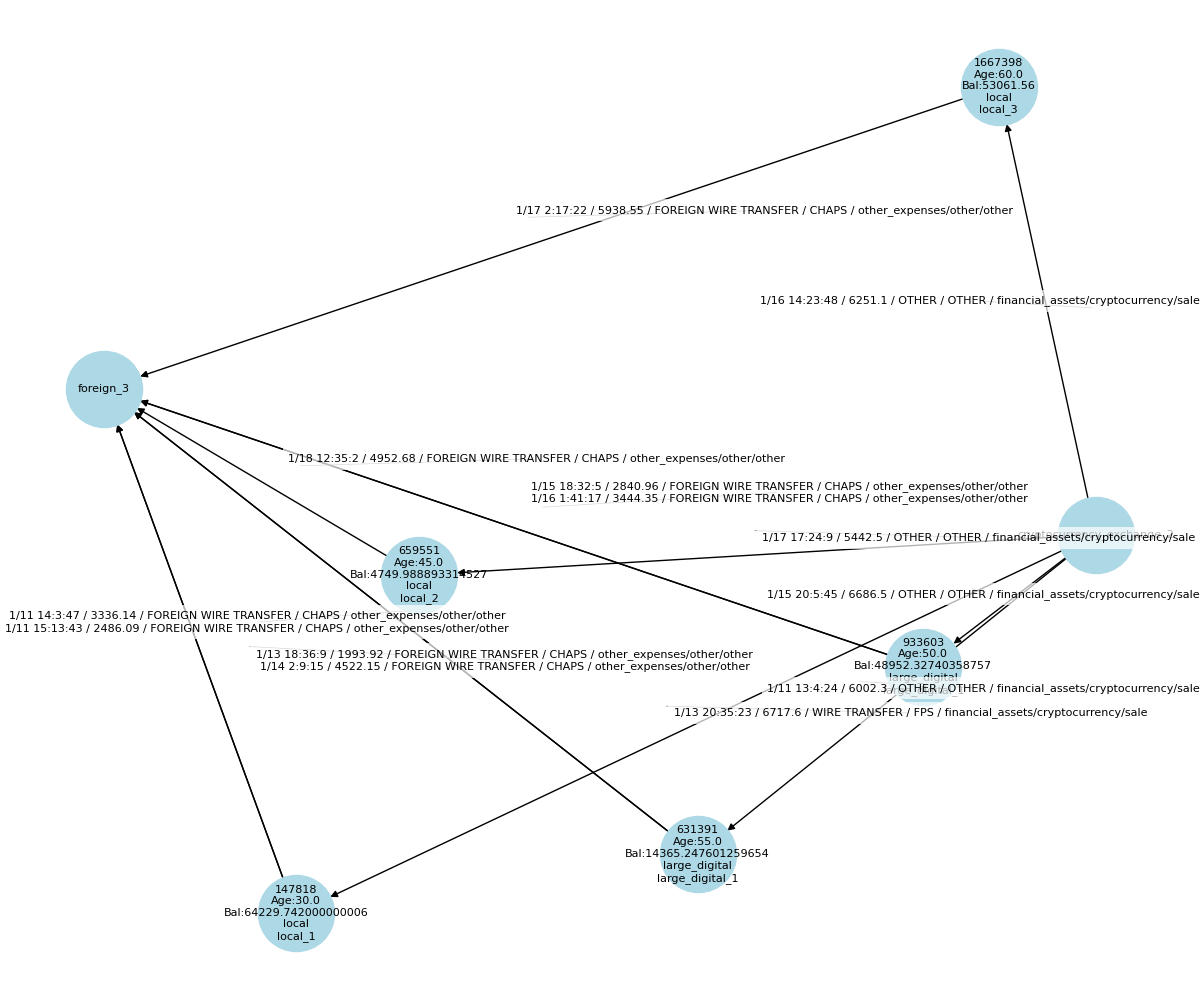 1667398
Age:60.0
Bal:53061.56
local
local_3
1/17 2:17:22 / 5938.55 / FOREIGN WIRE TRANSFER / CHAPS / other_expenses/other/other
1/16 14:23:48 / 6251.1 / OTHER / OTHER / financial_assets/cryptocurrency/sale
foreign_3
1/18 12:35:2 / 4952.68 / FOREIGN WIRE TRANSFER / CHAPS / other_expenses/other/other
1/15 18:32:5 / 2840.96 / FOREIGN WIRE TRANSFER / CHAPS / other_expenses/other/other
1/16 1:41:17 / 3444.35 / FOREIGN WIRE TRANSFER / CHAPS / other_expenses/other/other
1/17 17:24:9 / 5442.5 / OTHER / OTHER / financial_assets/cryptocurrency/sale
659551
Age:45.0
Bal:4749.988893314527
local
local_2
1/15 20:5:45 / 6686.5 / OTHER / OTHER / financial_assets/cryptocurrency/sale
1/11 14:3:47 / 3336.14 / FOREIGN WIRE TRANSFER / CHAPS / other_expenses/other/other
1/11 15:13:43 / 2486.09 / FOREIGN WIRE TRANSFER / CHAPS / other_expenses/other/other
933603
Age:50.0
Bal:48952.32740358757
large_digital
1/13 18:36:9 / 1993.92 / FOREIGN WIRE TRANSFER / CHAPS / other_expenses/other/other
1/14 2:9:15 / 4522.15 / FOREIGN WIRE TRANSFER / CHAPS / other_expenses/other/other
1/11 13:4:24 / 6002.3 / OTHER / OTHER / financial_assets/cryptocurrency/sale
1/13 20:35:23 / 6717.6 / WIRE TRANSFER / FPS / financial_assets/cryptocurrency/sale
631391
Age:55.0
Bal:14365.247601259654
large_digital
large_digital_1
147818
Age:30.0
Bal:64229.742000000006
local
local_1